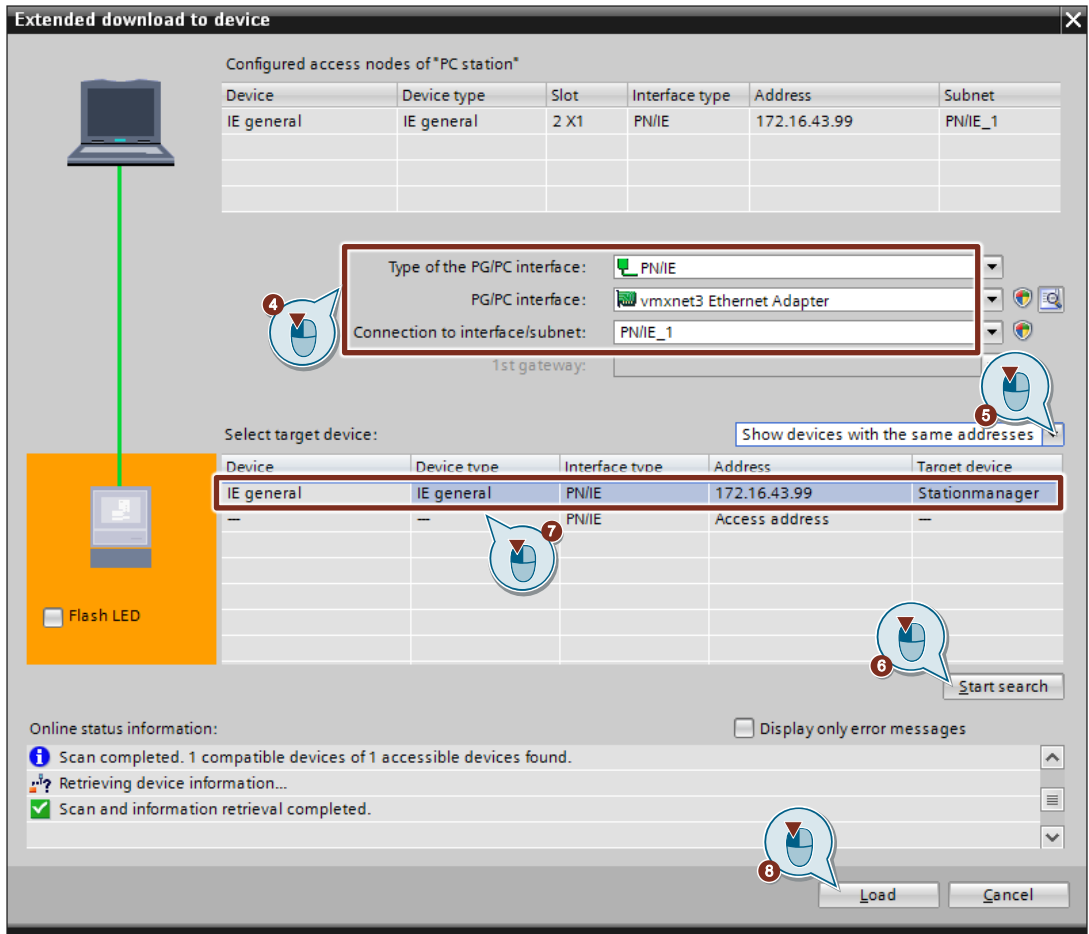 Extended download to device
Configured access nodes of "PC station"
Device Device type Slot Interface type Address Subnet
IE general IE general 2 X1 PN/IE 172.16.43.99 PN/IE_1
Type of the PG/PC interface: PN/IE
4 PG/PC interface: vmxnet3 Ethernet Adapter
Connection to interface/subnet: PN/IE_1
1st gateway:
5
Select target device: Show devices with the same addresses
Device Device type Interface type Address Target device
IE general IE general PN/IE 172.16.43.99 Stationmanager
— — PN/IE Access address —
7
Flash LED
6
Start search
Online status information: Display only error messages
Scan completed. 1 compatible devices of 1 accessible devices found.
Retrieving device information...
Scan and information retrieval completed.
8
Load Cancel